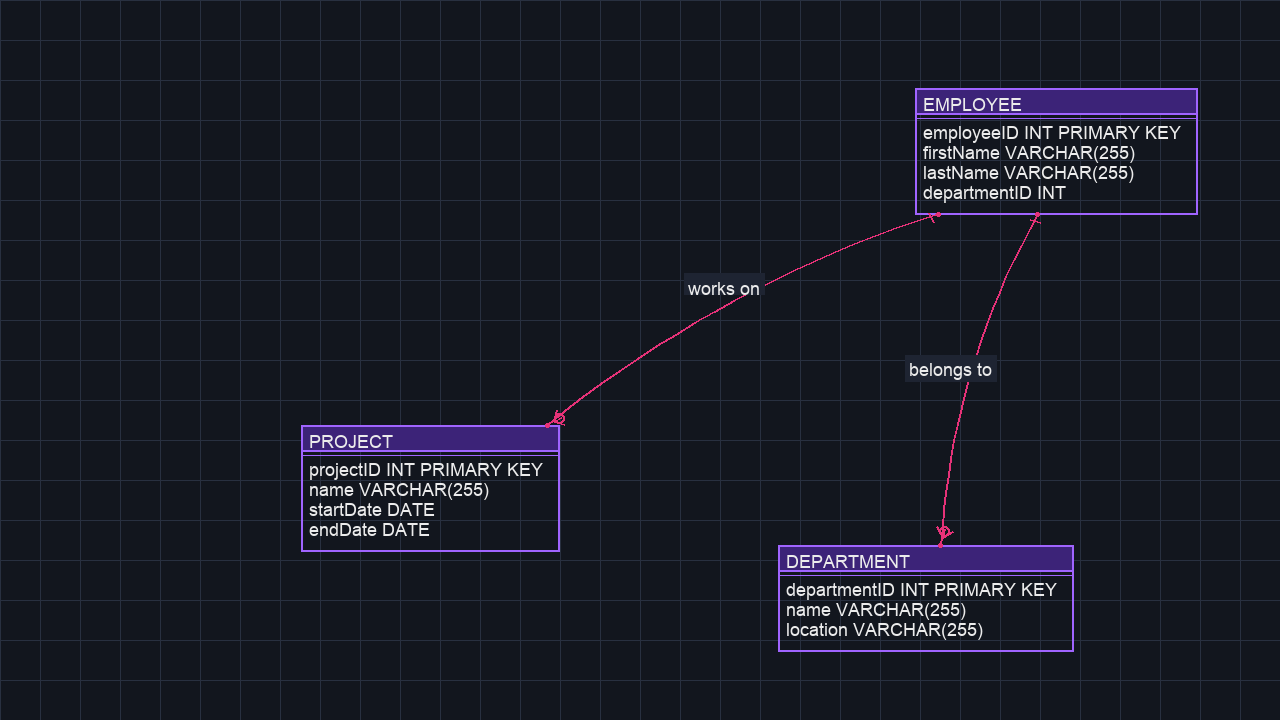 EMPLOYEE
employeeID INT PRIMARY KEY
firstName VARCHAR(255)
lastName VARCHAR(255)
departmentID INT
works on
belongs to
PROJECT
projectID INT PRIMARY KEY
name VARCHAR(255)
startDate DATE
endDate DATE
DEPARTMENT
departmentID INT PRIMARY KEY
name VARCHAR(255)
location VARCHAR(255)